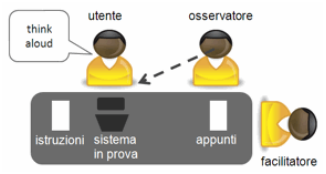 think
aloud
utente
osservatore
istruzioni
sistema
in prova
appunti
facilitatore